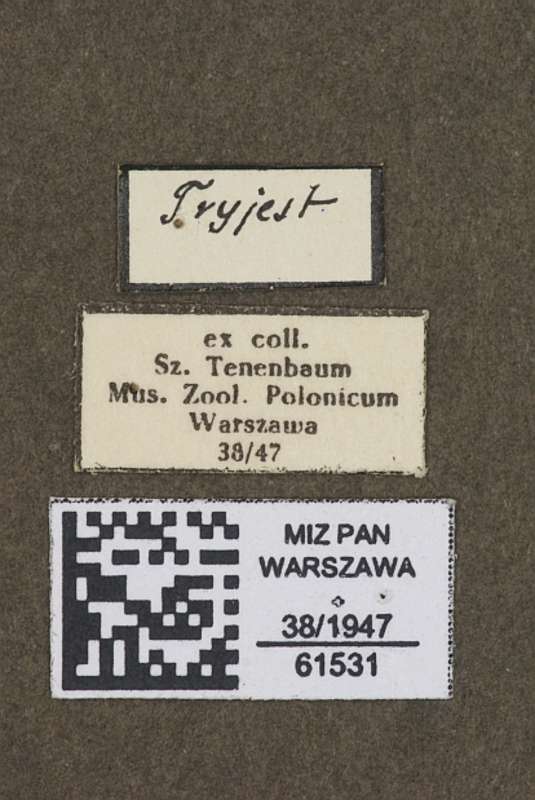 Tryjest
ex coll.
Sz. Tenenbaum
Mus. Zool. Polonicum
Warszawa
38/47
MIZ PAN
WARSZAWA
38/1947
61531